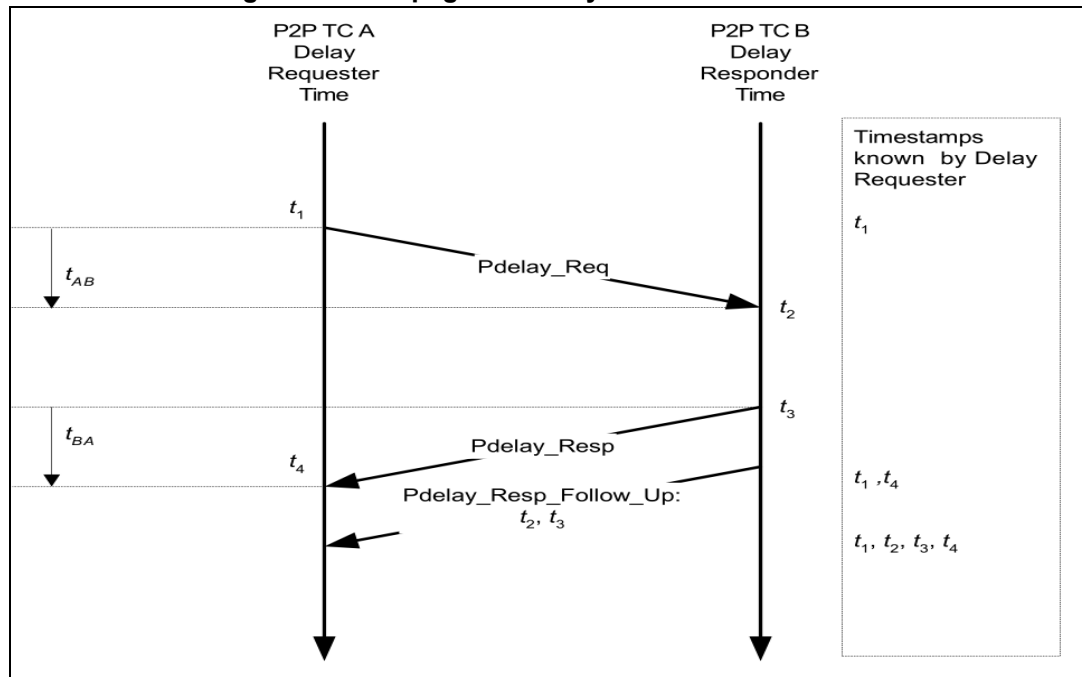 P2P TC A
Delay
Requester
Time
P2P TC B
Delay
Responder
Time
Timestamps
known by Delay
Requester
t1
t1
Pdelay_Req
tAB
t2
t3
tBA
Pdelay_Resp
t4
t1 ,t4
Pdelay_Resp_Follow_Up:
t2, t3
t1, t2, t3, t4